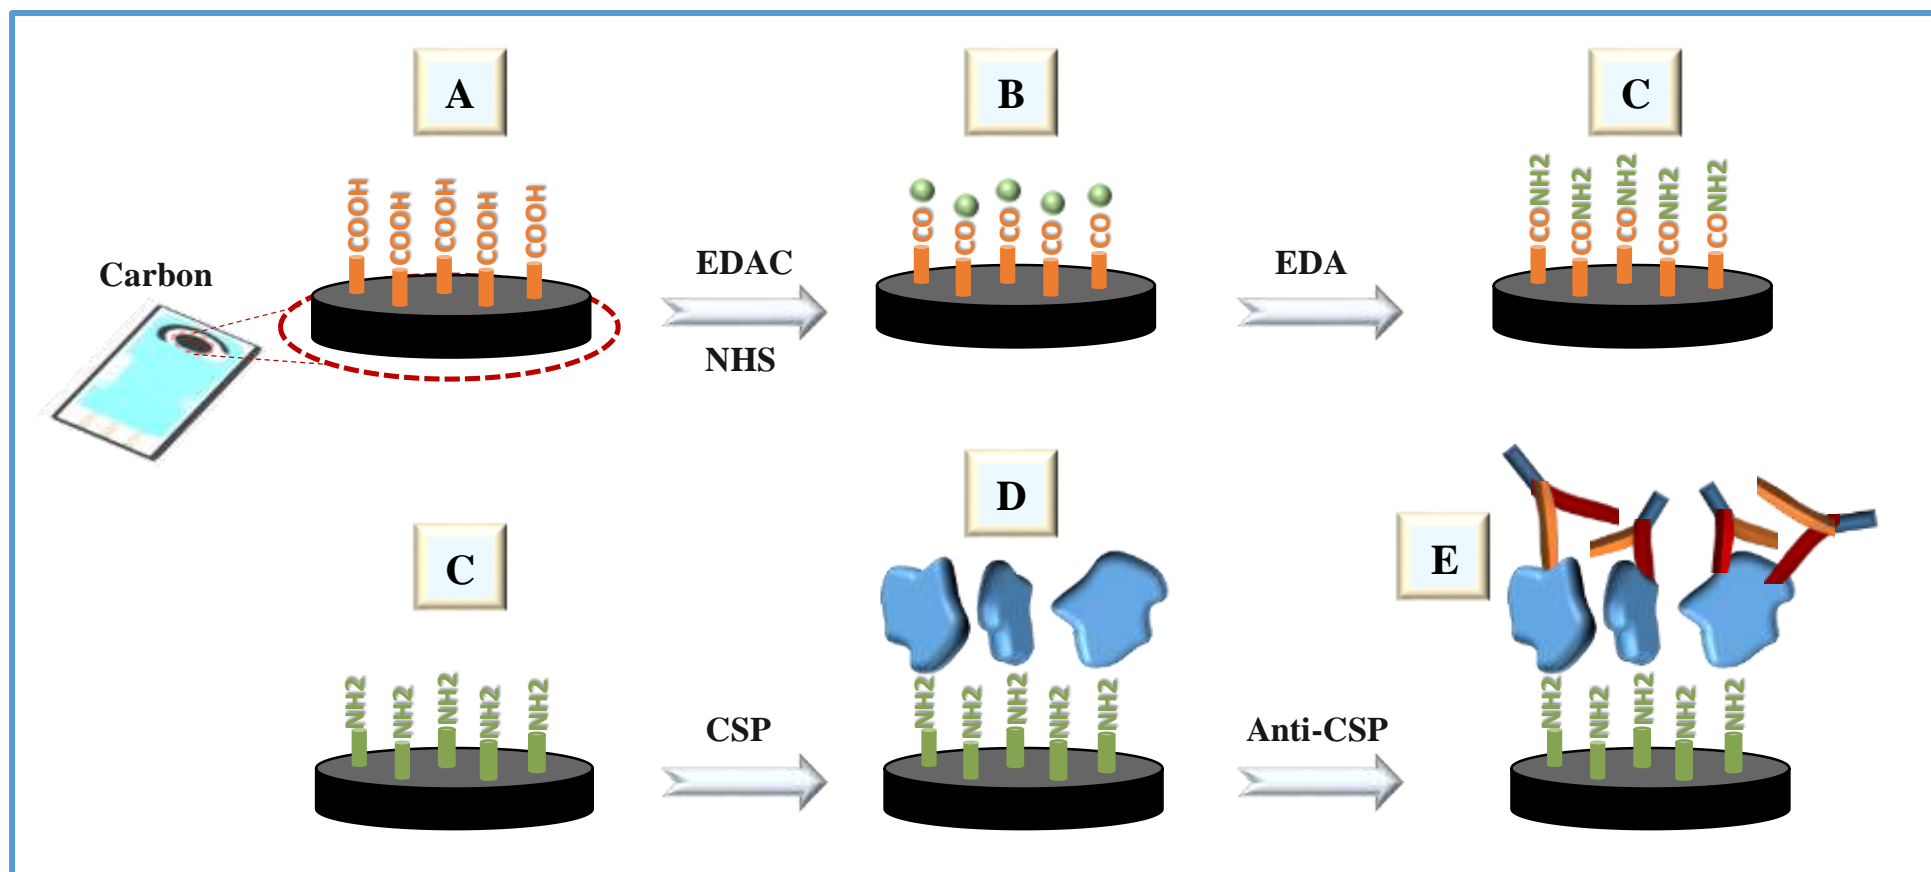 A
B
C
COOH
COOH
COOH
COOH
COOH
CO
CO
CO
CO
CO
CONH2
CONH2
CONH2
CONH2
CONH2
Carbon
EDAC
NHS
EDA
C
D
E
NH2
NH2
NH2
NH2
NH2
CSP
NH2
NH2
NH2
NH2
NH2
Anti-CSP
NH2
NH2
NH2
NH2
NH2